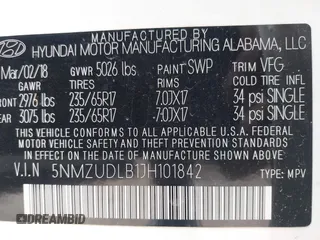 MANUFACTURED BY
HYUNDAI MOTOR MANUFACTURING ALABAMA, LLC
Mar/02/18 GVWR 5026 lbs. PAINT SWP TRIM VFG
GAWR TIRES RIMS COLD TIRE INFL
FRONT 2976 lbs 235/65R17 7.0JX17 34 psi SINGLE
REAR 3075 lbs 235/65R17 7.0JX17 34 psi SINGLE
THIS VEHICLE CONFORMS TO ALL APPLICABLE
SAFETY AND THEFT PREVENTION STANDARDS IN EFFECT ON THE DATE OF
MANUFACTURE SHOWN ABOVE
V.I.N 5NMZUDLB1JH101842
TYPE: MPV
DREAMBID